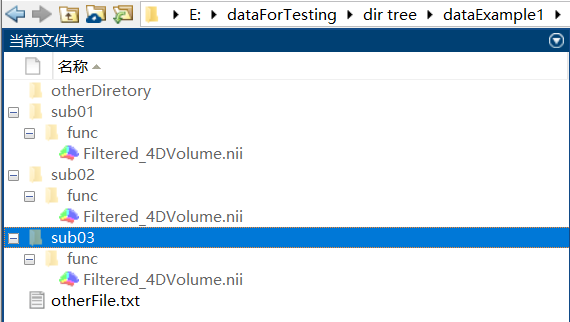 E: dataForTesting dir tree dataExample1
当前文件夹
名称
otherDiretory
sub01
func
Filtered_4DVolume.nii
sub02
func
Filtered_4DVolume.nii
sub03
func
Filtered_4DVolume.nii
otherFile.txt